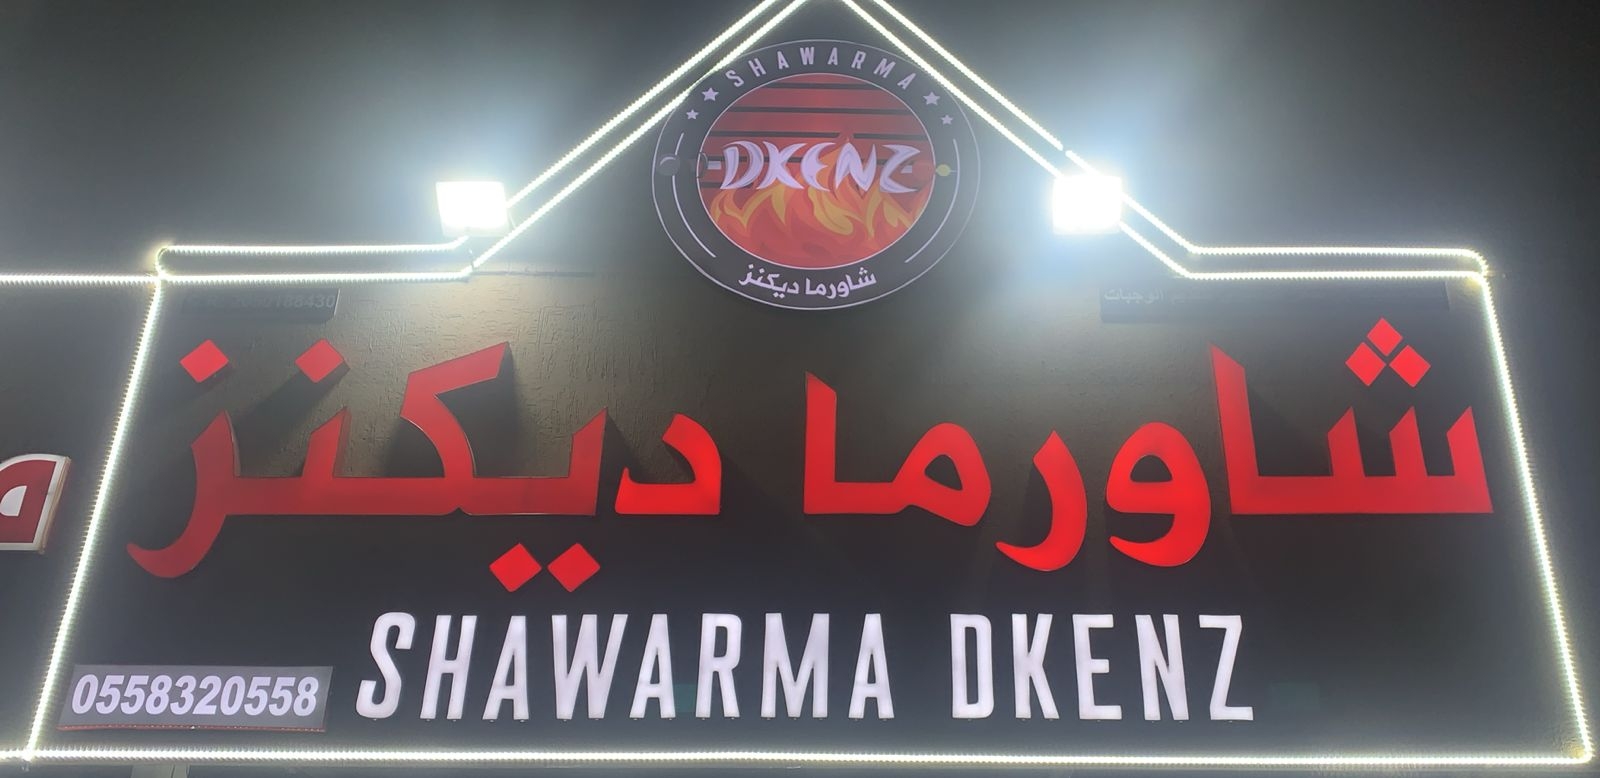 SHAWARMA
DKENZ
شاورما ديكنز
شاورما ديكنز
SHAWARMA DKENZ
0558320558